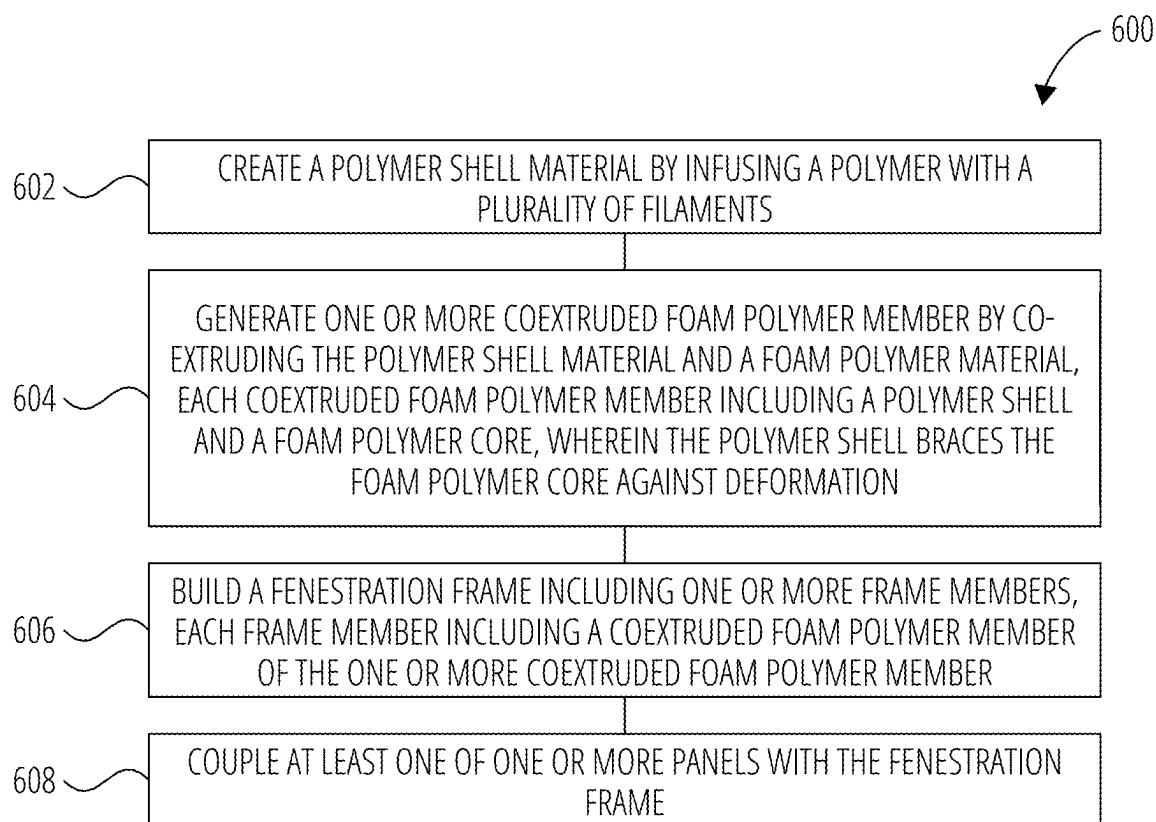 600
602
CREATE A POLYMER SHELL MATERIAL BY INFUSING A POLYMER WITH A
PLURALITY OF FILAMENTS
604
GENERATE ONE OR MORE COEXTRUDED FOAM POLYMER MEMBER BY CO-
EXTRUDING THE POLYMER SHELL MATERIAL AND A FOAM POLYMER MATERIAL,
EACH COEXTRUDED FOAM POLYMER MEMBER INCLUDING A POLYMER SHELL
AND A FOAM POLYMER CORE, WHEREIN THE POLYMER SHELL BRACES THE
FOAM POLYMER CORE AGAINST DEFORMATION
606
BUILD A FENESTRATION FRAME INCLUDING ONE OR MORE FRAME MEMBERS,
EACH FRAME MEMBER INCLUDING A COEXTRUDED FOAM POLYMER MEMBER
OF THE ONE OR MORE COEXTRUDED FOAM POLYMER MEMBER
608
COUPLE AT LEAST ONE OF ONE OR MORE PANELS WITH THE FENESTRATION
FRAME